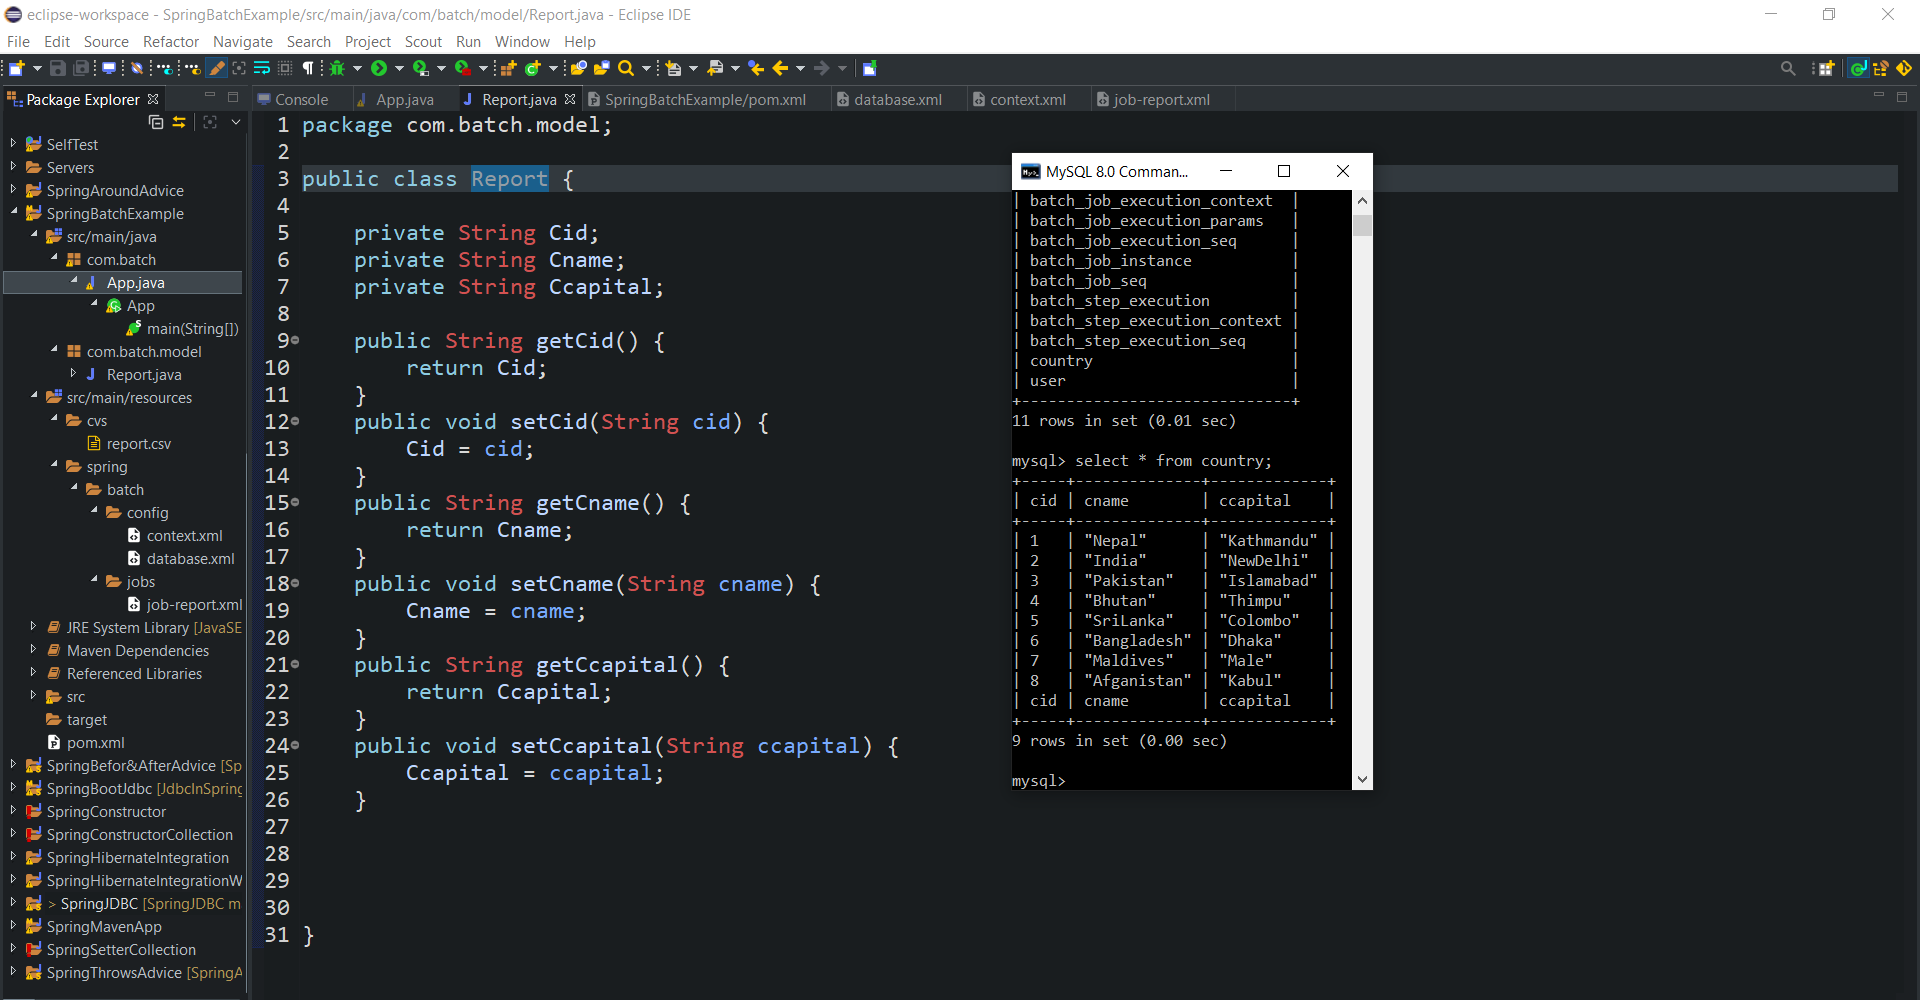 eclipse-workspace - SpringBatchExample/src/main/java/com/batch/model/Report.java - Eclipse IDE
File Edit Source Refactor Navigate Search Project Scout Run Window Help
Package Explorer
SelfTest
Servers
SpringAroundAdvice
SpringBatchExample
src/main/java
com.batch
App.java
App
main(String[])
com.batch.model
Report.java
src/main/resources
cvs
report.csv
spring
batch
config
context.xml
database.xml
jobs
job-report.xml
JRE System Library [JavaSE
Maven Dependencies
Referenced Libraries
src
target
pom.xml
SpringBefor&AfterAdvice [Sp
SpringBootJdbc [JdbcInSpring
SpringConstructor
SpringConstructorCollection
SpringHibernateIntegration
SpringHibernateIntegrationW
> SpringJDBC [SpringJDBC m
SpringMavenApp
SpringSetterCollection
SpringThrowsAdvice [SpringA
Console App.java Report.java SpringBatchExample/pom.xml database.xml context.xml job-report.xml
1 package com.batch.model;
2
3 public class Report {
4
5 private String Cid;
6 private String Cname;
7 private String Ccapital;
8
9 public String getCid() {
10 return Cid;
11 }
12 public void setCid(String cid) {
13 Cid = cid;
14 }
15 public String getCname() {
16 return Cname;
17 }
18 public void setCname(String cname) {
19 Cname = cname;
20 }
21 public String getCcapital() {
22 return Ccapital;
23 }
24 public void setCcapital(String ccapital) {
25 Ccapital = ccapital;
26 }
27
28
29
30
31 }
MySQL 8.0 Comman...
| batch_job_execution_context |
| batch_job_execution_params |
| batch_job_execution_seq |
| batch_job_instance |
| batch_job_seq |
| batch_step_execution |
| batch_step_execution_context |
| batch_step_execution_seq |
| country |
| user |
+------------------------------+
11 rows in set (0.01 sec)
mysql> select * from country;
+-----+--------------+-------------+
| cid | cname | ccapital |
+-----+--------------+-------------+
| 1 | "Nepal" | "Kathmandu" |
| 2 | "India" | "NewDelhi" |
| 3 | "Pakistan" | "Islamabad" |
| 4 | "Bhutan" | "Thimpu" |
| 5 | "SriLanka" | "Colombo" |
| 6 | "Bangladesh" | "Dhaka" |
| 7 | "Maldives" | "Male" |
| 8 | "Afganistan" | "Kabul" |
| cid | cname | ccapital |
+-----+--------------+-------------+
9 rows in set (0.00 sec)
mysql>